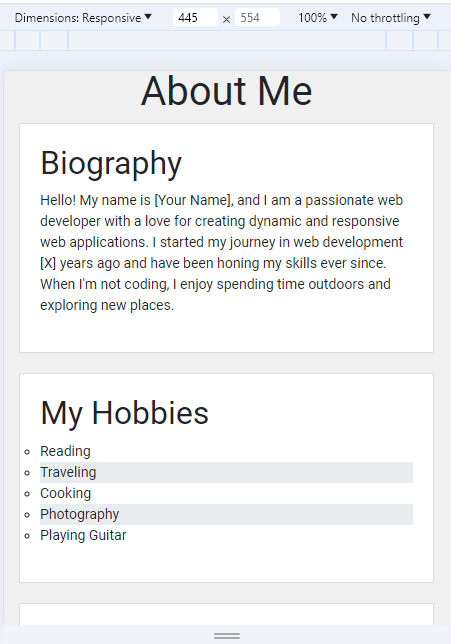 Dimensions: Responsive 445 × 554 100% No throttling
About Me
Biography
Hello! My name is [Your Name], and I am a passionate web
developer with a love for creating dynamic and responsive
web applications. I started my journey in web development
[X] years ago and have been honing my skills ever since.
When I'm not coding, I enjoy spending time outdoors and
exploring new places.
My Hobbies
Reading
Traveling
Cooking
Photography
Playing Guitar